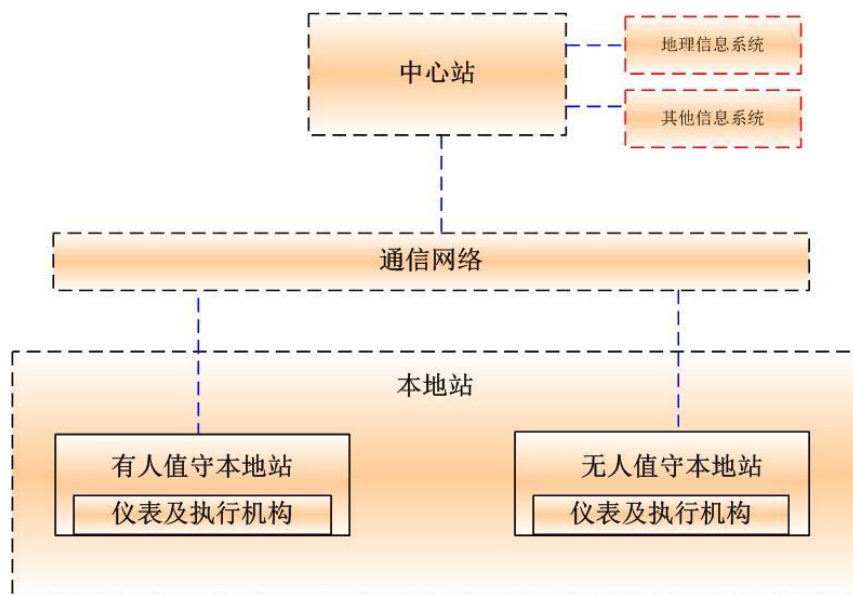 中心站
地理信息系统
其他信息系统
通信网络
本地站
有人值守本地站
仪表及执行机构
无人值守本地站
仪表及执行机构